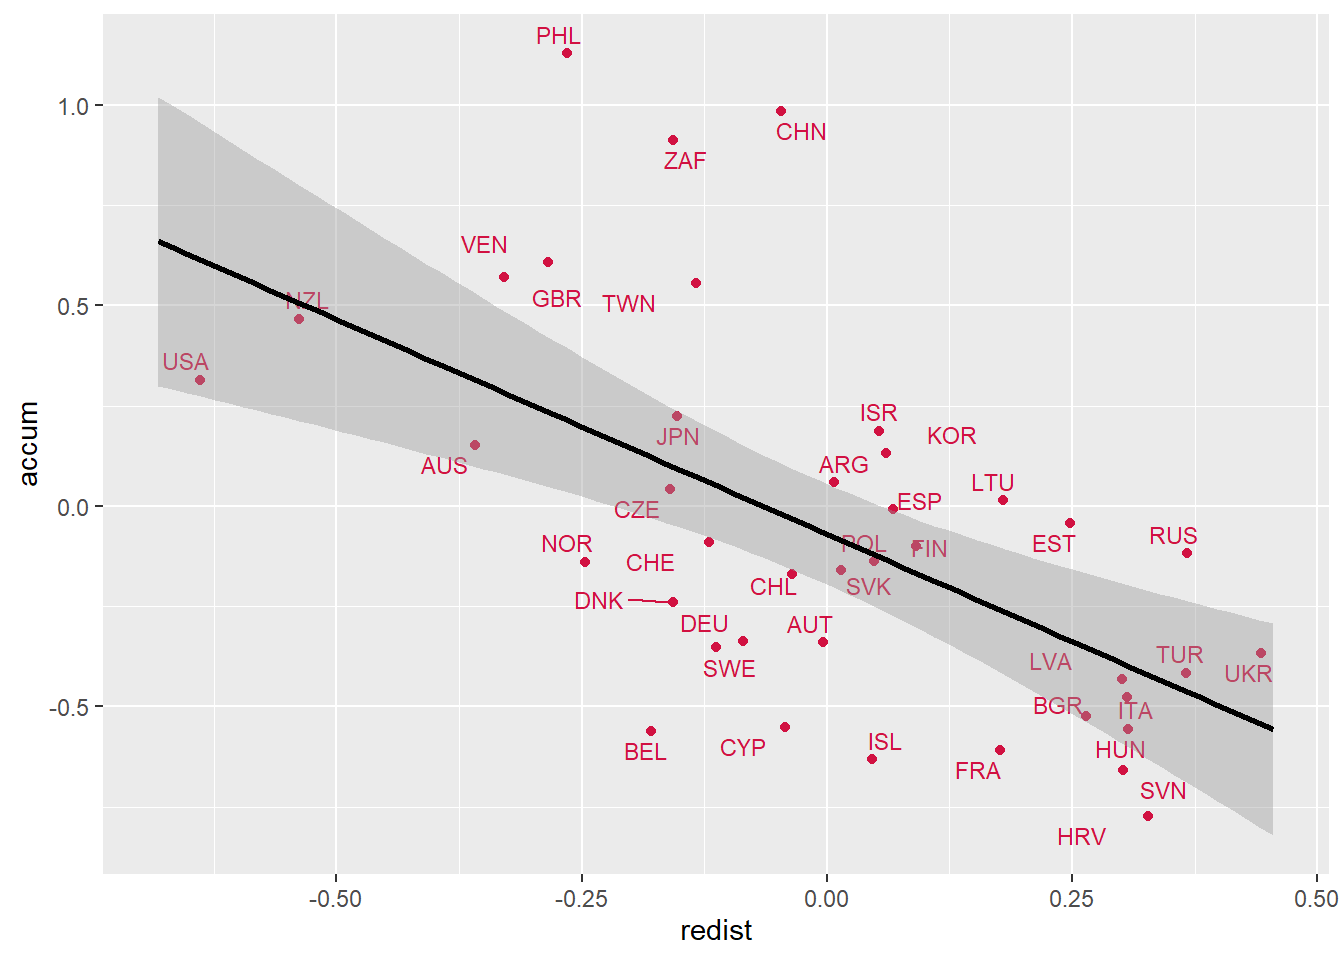 PHL
1.0
CHN
ZAF
VEN
GBR
TWN
NZL
0.5
USA
ISR
KOR
JPN
ARG
AUS
LTU
accum
ESP
0.0
CZE
RUS
NOR
POL
FIN
EST
CHE
CHL
SVK
DNK
DEU
AUT
TUR
LVA
SWE
UKR
-0.5
BGR
ITA
ISL
BEL
CYP
HUN
FRA
SVN
HRV
-0.50
-0.25
0.00
0.25
0.50
redist